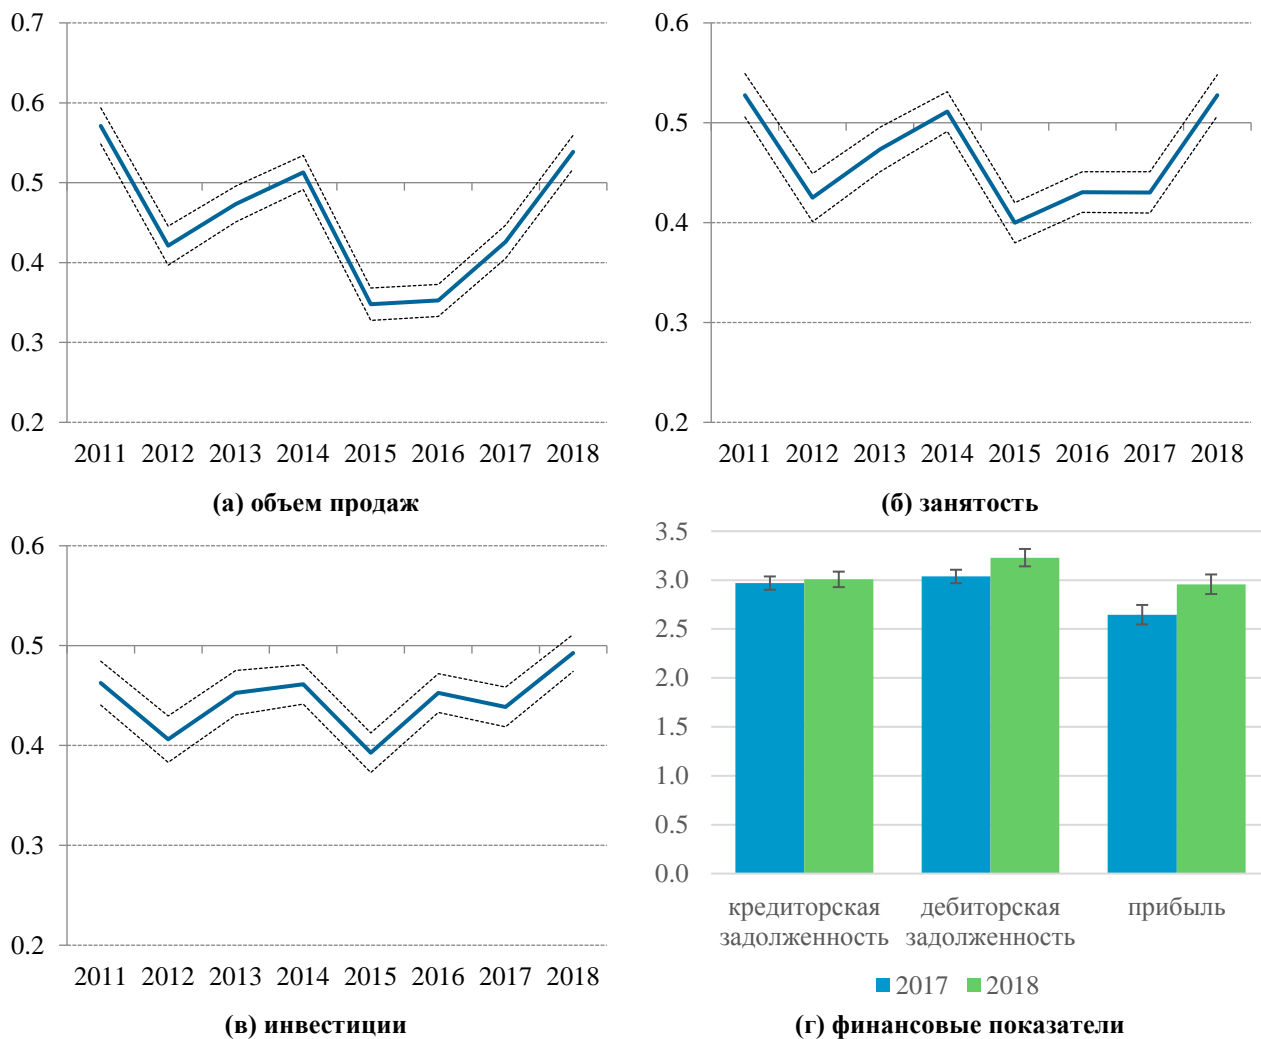 0.7
0.6
0.5
0.4
0.3
0.2
2011 2012 2013 2014 2015 2016 2017 2018
(а) объем продаж
0.6
0.5
0.4
0.3
0.2
2011 2012 2013 2014 2015 2016 2017 2018
(б) занятость
0.6
0.5
0.4
0.3
0.2
2011 2012 2013 2014 2015 2016 2017 2018
(в) инвестиции
3.5
3.0
2.5
2.0
1.5
1.0
0.5
0.0
кредиторская
задолженность
дебиторская
задолженность
прибыль
2017 2018
(г) финансовые показатели